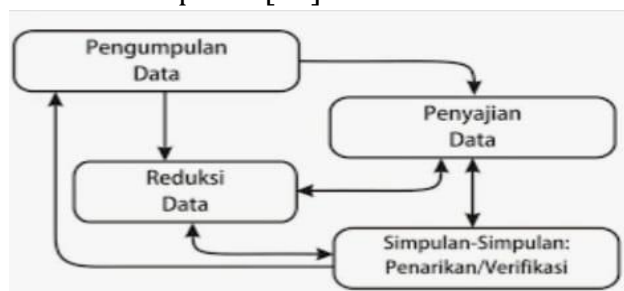 Pengumpulan
Data
Penyajian
Data
Reduksi
Data
Simpulan-Simpulan:
Penarikan/Verifikasi